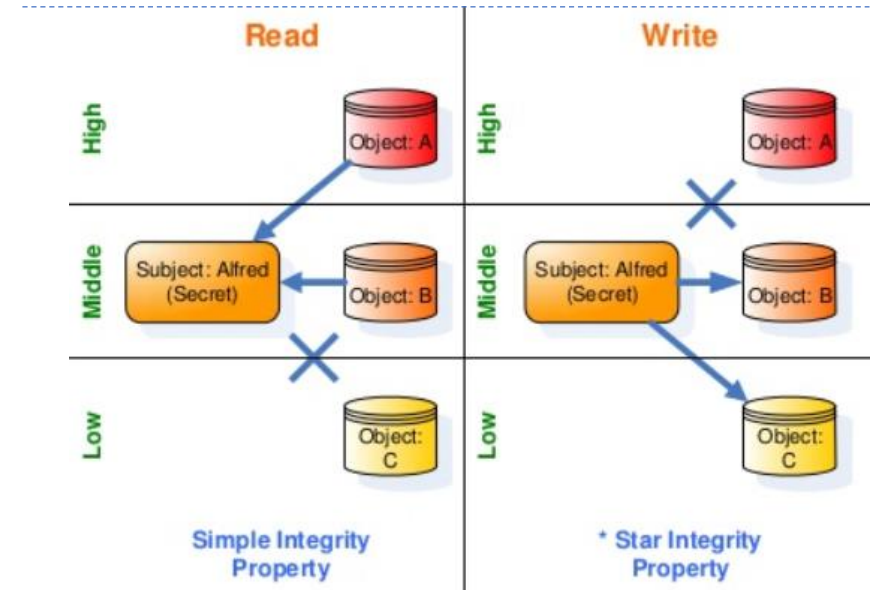 Read
Write
High
Object: A
High
Object: A
Middle
Subject: Alfred
(Secret)
Object: B
Middle
Subject: Alfred
(Secret)
Object: B
Low
Object:
C
Low
Object:
C
Simple Integrity
Property
* Star Integrity
Property